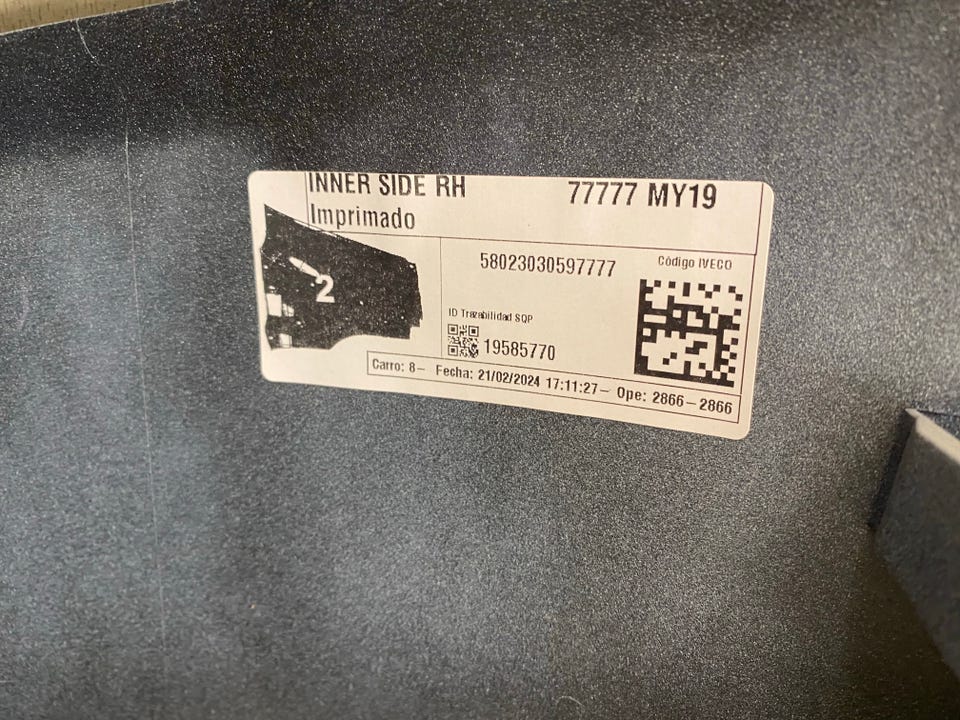 INNER SIDE RH 77777 MY19
Imprimado
2
58023030597777
Código IVECO
ID Trazabilidad SQP
19585770
Carro: 8– Fecha: 21/02/2024 17:11:27– Ope: 2866–2866